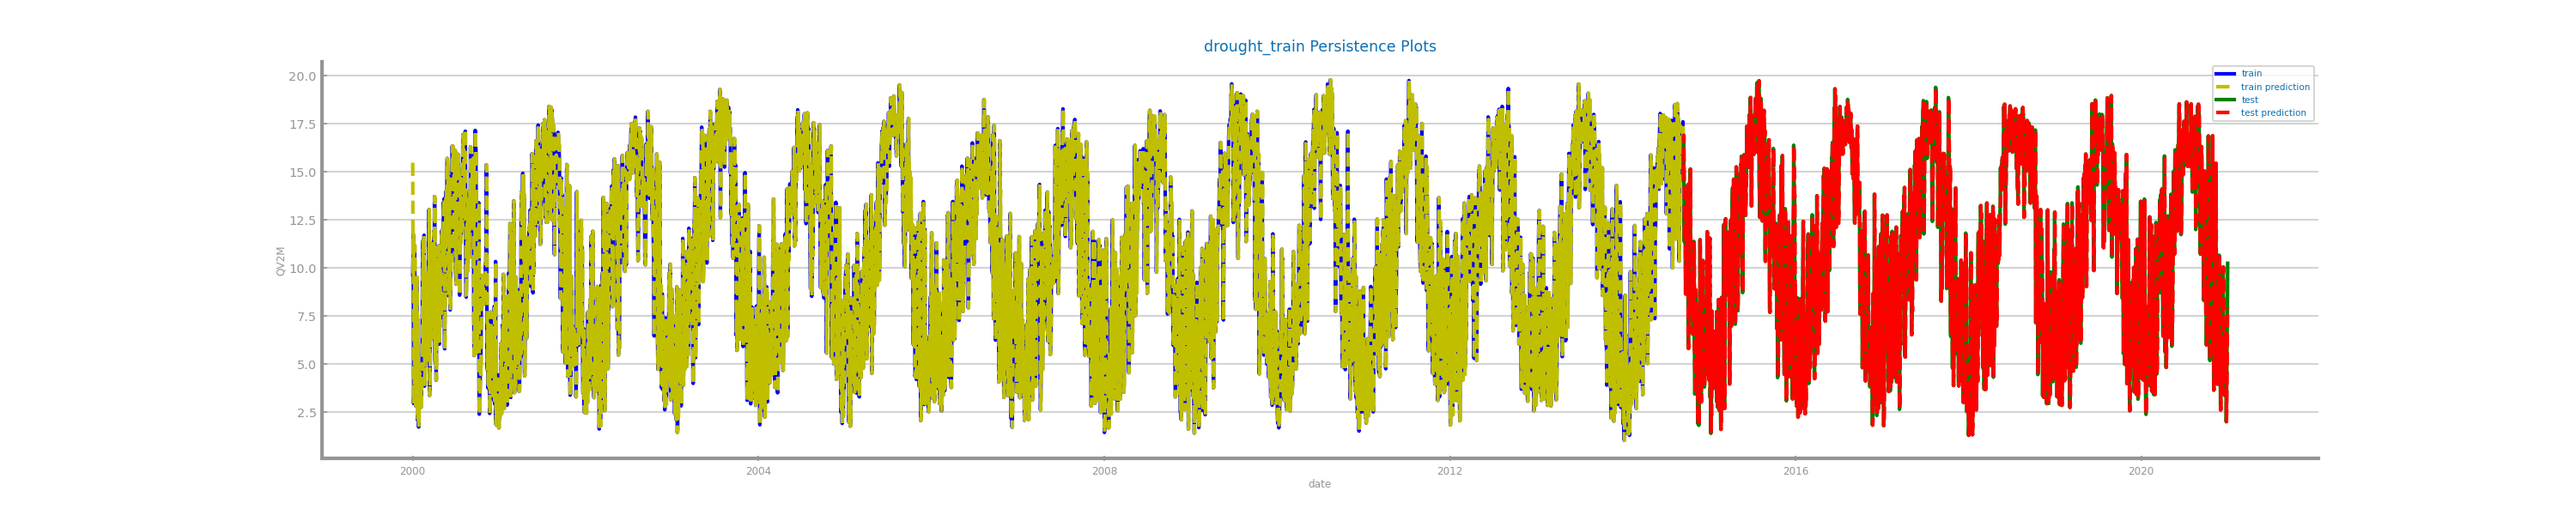 drought_train Persistence Plots
20.0
17.5
15.0
12.5
10.0
7.5
5.0
2.5
QV2M
train
train prediction
test
test prediction
2000
2004
2008
2012
2016
2020
date